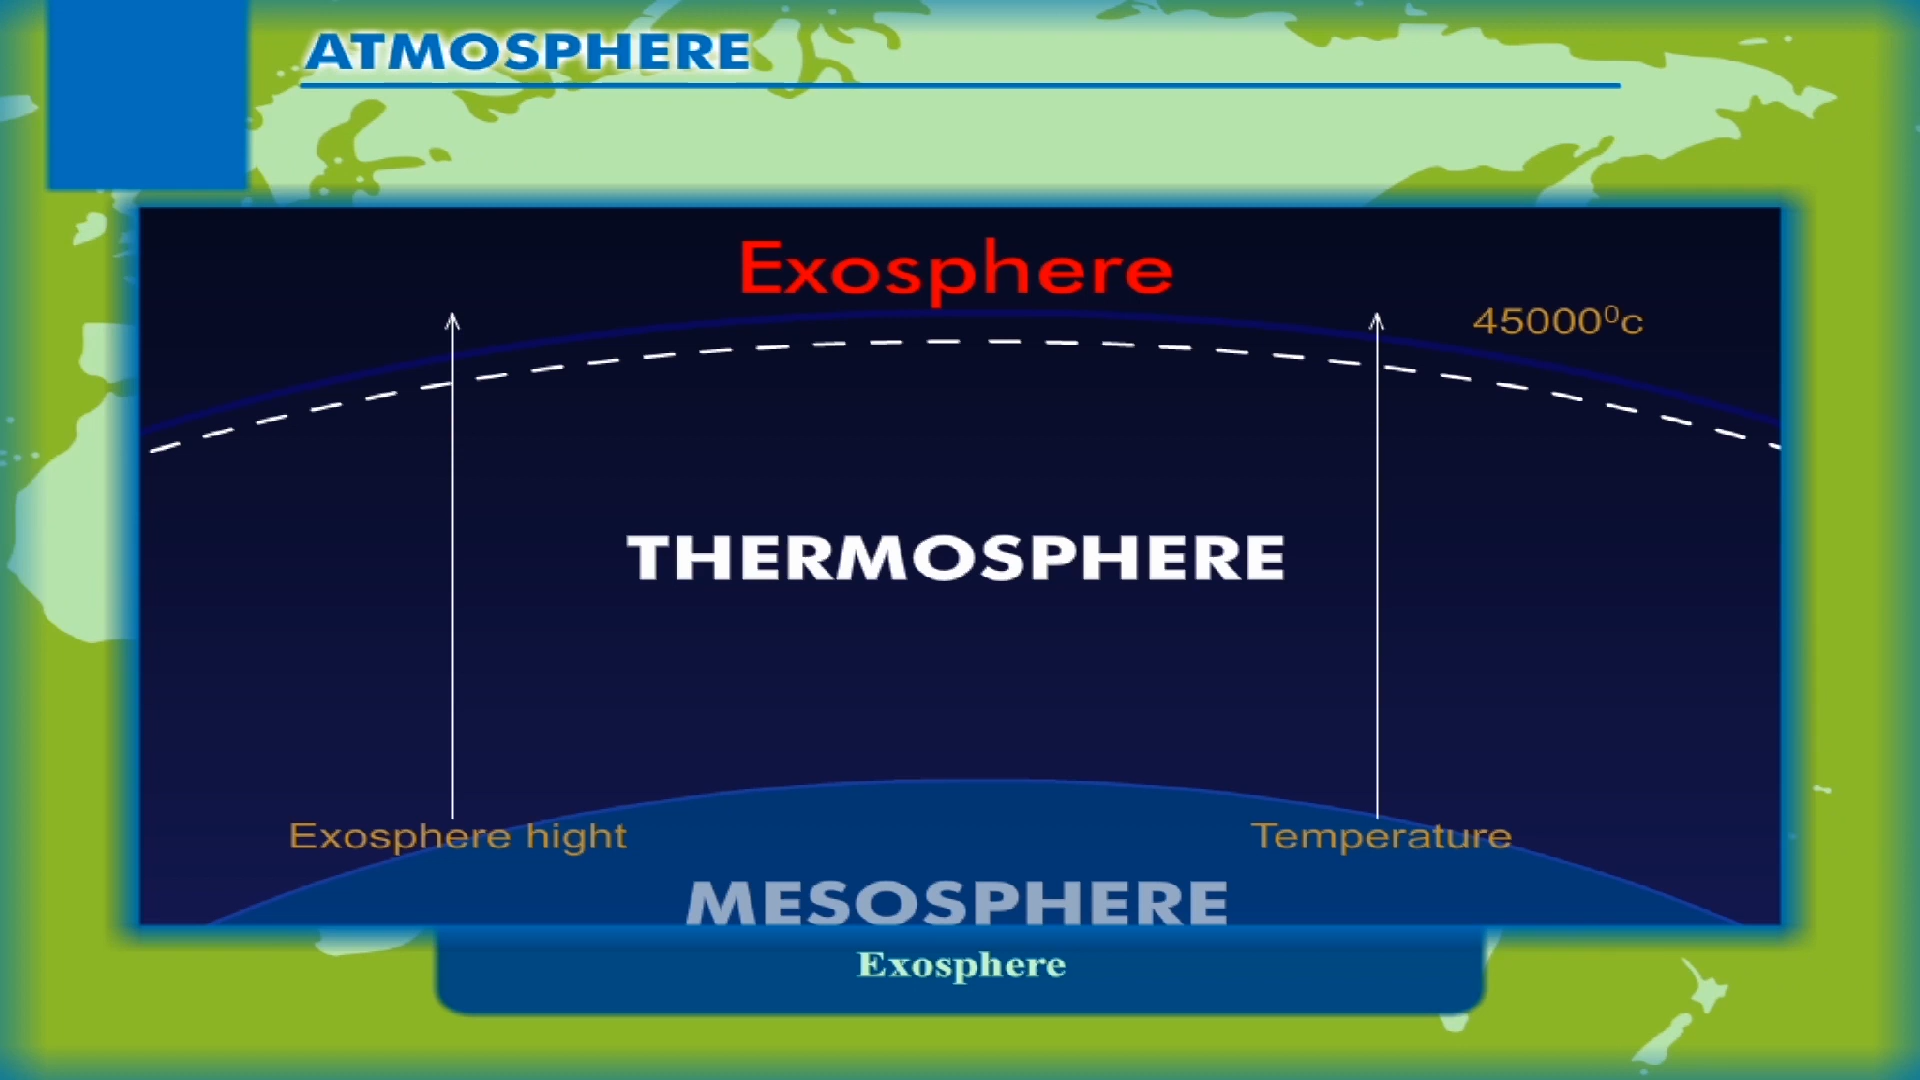 ATMOSPHERE
Exosphere
45000⁰c
THERMOSPHERE
Exosphere hight
Temperature
MESOSPHERE
Exosphere